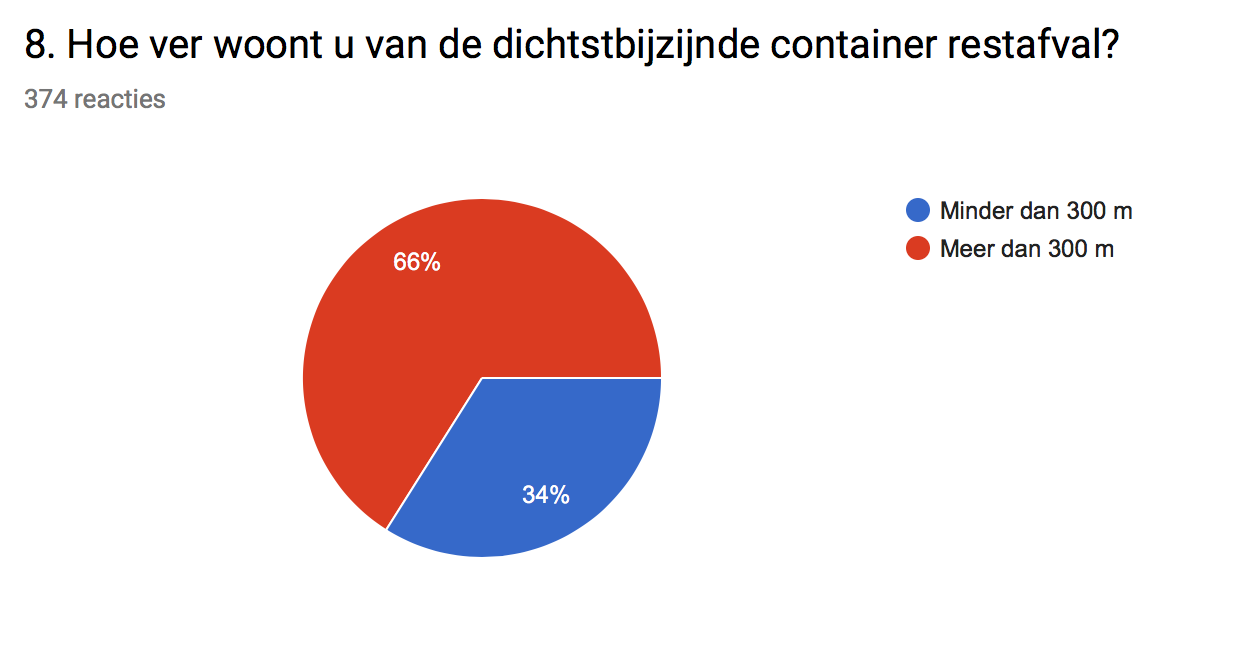 8. Hoe ver woont u van de dichtstbijzijnde container restafval?
374 reacties
Minder dan 300 m
Meer dan 300 m
66%
34%